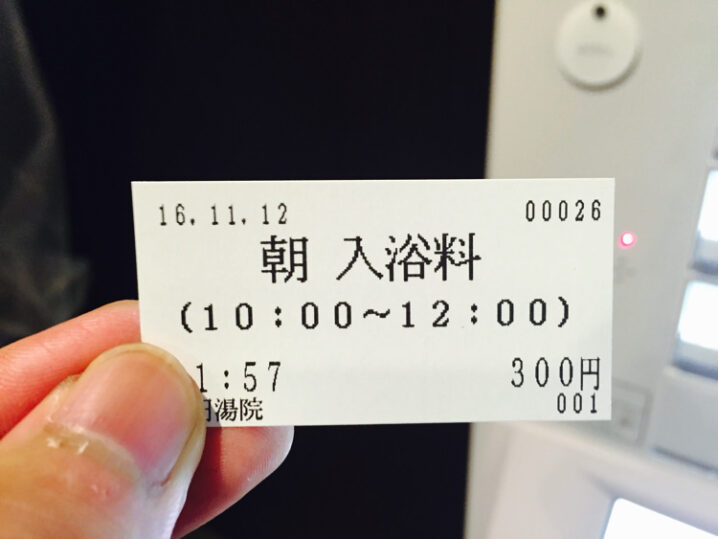 16.11.12 00026
朝 入浴料
(10:00~12:00)
1:57 300円
湯院 001